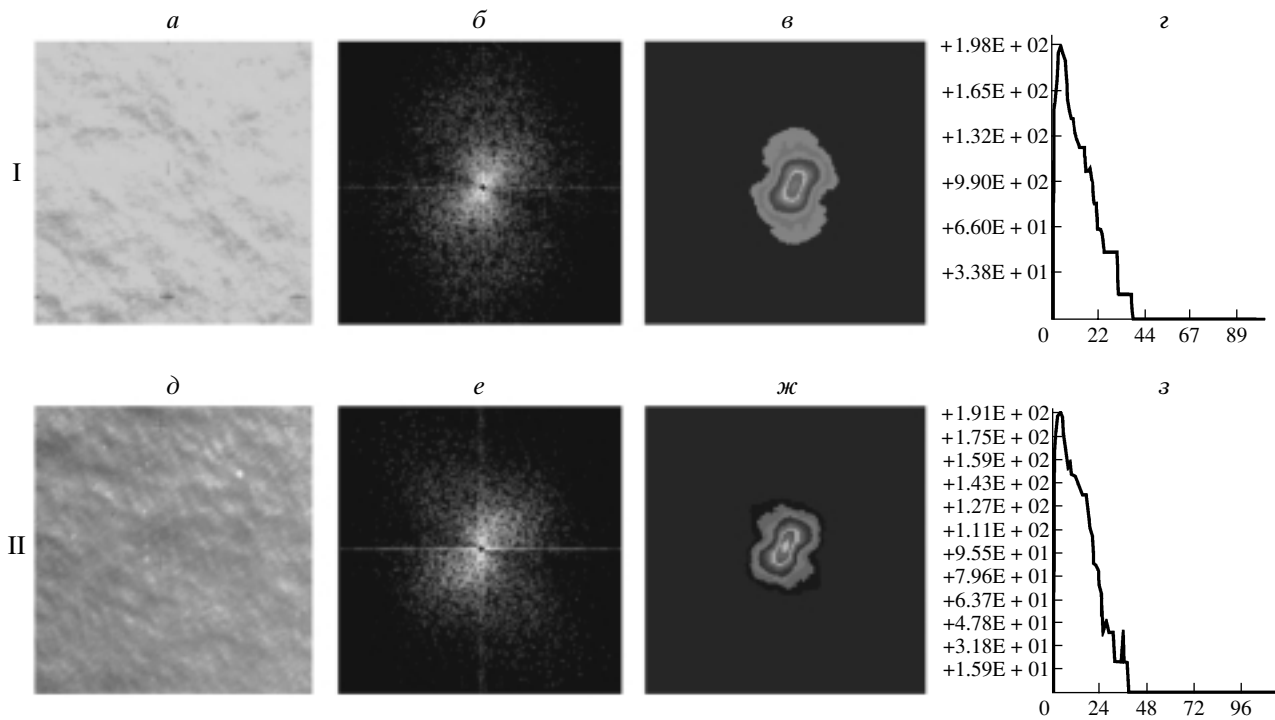 а б в г
I
+1.98E + 02
+1.65E + 02
+1.32E + 02
+9.90E + 02
+6.60E + 01
+3.38E + 01
0 22 44 67 89
д е ж з
II
+1.91E + 02
+1.75E + 02
+1.59E + 02
+1.43E + 02
+1.27E + 02
+1.11E + 02
+9.55E + 01
+7.96E + 01
+6.37E + 01
+4.78E + 01
+3.18E + 01
+1.59E + 01
0 24 48 72 96